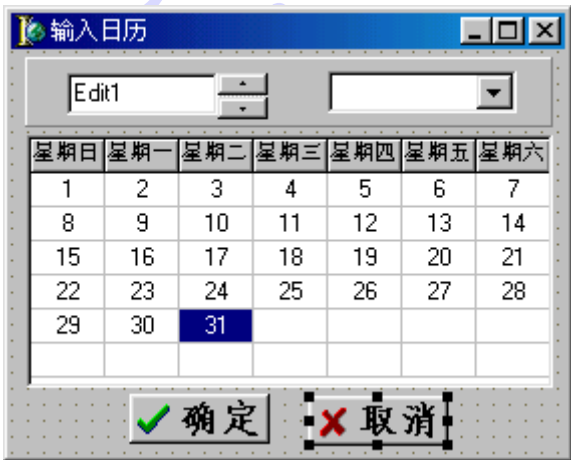 输入日历
Edit1
星期日 星期一 星期二 星期三 星期四 星期五 星期六
1 2 3 4 5 6 7
8 9 10 11 12 13 14
15 16 17 18 19 20 21
22 23 24 25 26 27 28
29 30 31
确定 取消